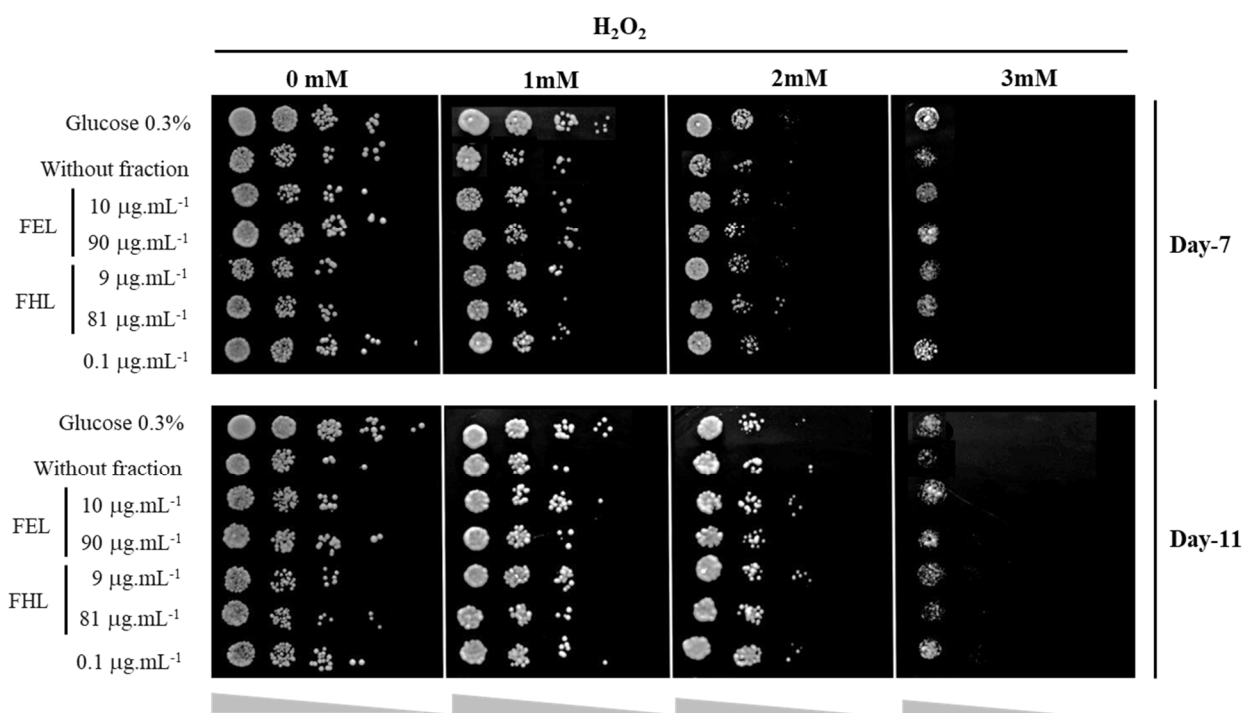 H₂O₂
0 mM 1mM 2mM 3mM
Glucose 0.3%
Without fraction
FEL
10 µg.mL⁻¹
90 µg.mL⁻¹
FHL
9 µg.mL⁻¹
81 µg.mL⁻¹
0.1 µg.mL⁻¹
Day-7
Glucose 0.3%
Without fraction
FEL
10 µg.mL⁻¹
90 µg.mL⁻¹
FHL
9 µg.mL⁻¹
81 µg.mL⁻¹
0.1 µg.mL⁻¹
Day-11